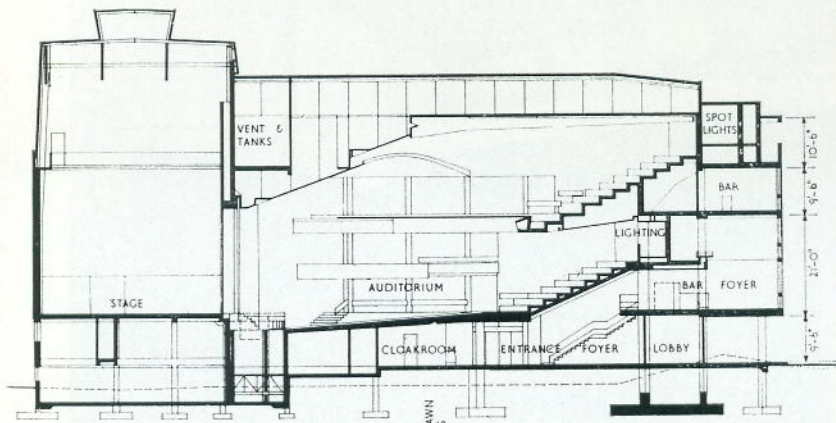 VENT &
TANKS
SPOT
LIGHTS
10'-6"
BAR
9'-6"
LIGHTING
AUDITORIUM
21'-0"
STAGE
BAR FOYER
CLOAKROOM ENTRANCE FOYER LOBBY
9'-6"
AWN